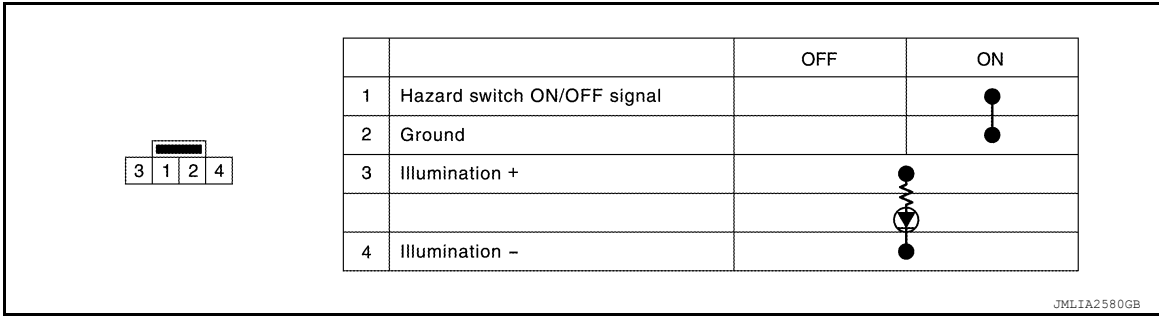 OFF ON
1 Hazard switch ON/OFF signal
2 Ground
3 1 2 4
3 Illumination +
4 Illumination −
JMLIA2580GB